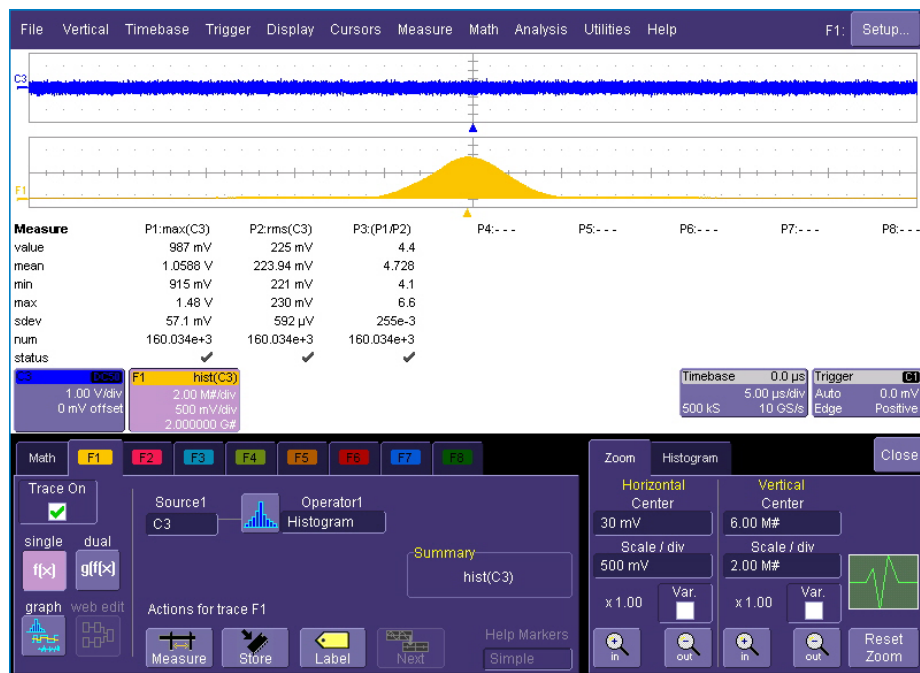 File Vertical Timebase Trigger Display Cursors Measure Math Analysis Utilities Help F1: Setup...
C3
F1
Measure P1:max(C3) P2:rms(C3) P3:(P1/P2) P4:- - - P5:- - - P6:- - - P7:- - - P8:- - -
value 987 mV 225 mV 4.4
mean 1.0588 V 223.94 mV 4.728
min 915 mV 221 mV 4.1
max 1.48 V 230 mV 6.6
sdev 57.1 mV 592 µV 255e-3
num 160.034e+3 160.034e+3 160.034e+3
status
C3 F1 hist(C3) Timebase 0.0 µs Trigger C1
1.00 V/div 2.00 M#/div 5.00 µs/div Auto 0.0 mV
0 mV offset 500 mV/div 500 kS 10 GS/s Edge Positive
2.000000 G#
Math F1 F2 F3 F4 F5 F6 F7 F8 Zoom Histogram Close
Trace On Horizontal Vertical
Source1 Operator1 Center Center
C3 Histogram 30 mV 6.00 M#
single dual Scale / div Scale / div
f(x) g(f(x) Summary 500 mV 2.00 M#
hist(C3)
graph web edit Actions for trace F1 x 1.00 Var. x 1.00 Var.
Measure Store Label Next Help Markers in out in out Reset
Simple Zoom